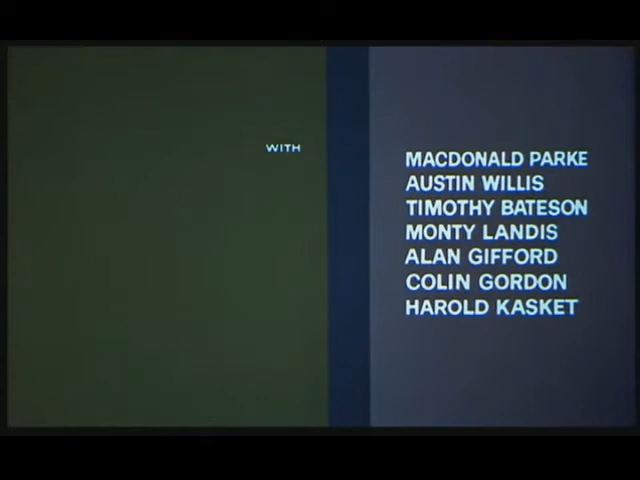 WITH
MACDONALD PARKE
AUSTIN WILLIS
TIMOTHY BATESON
MONTY LANDIS
ALAN GIFFORD
COLIN GORDON
HAROLD KASKET